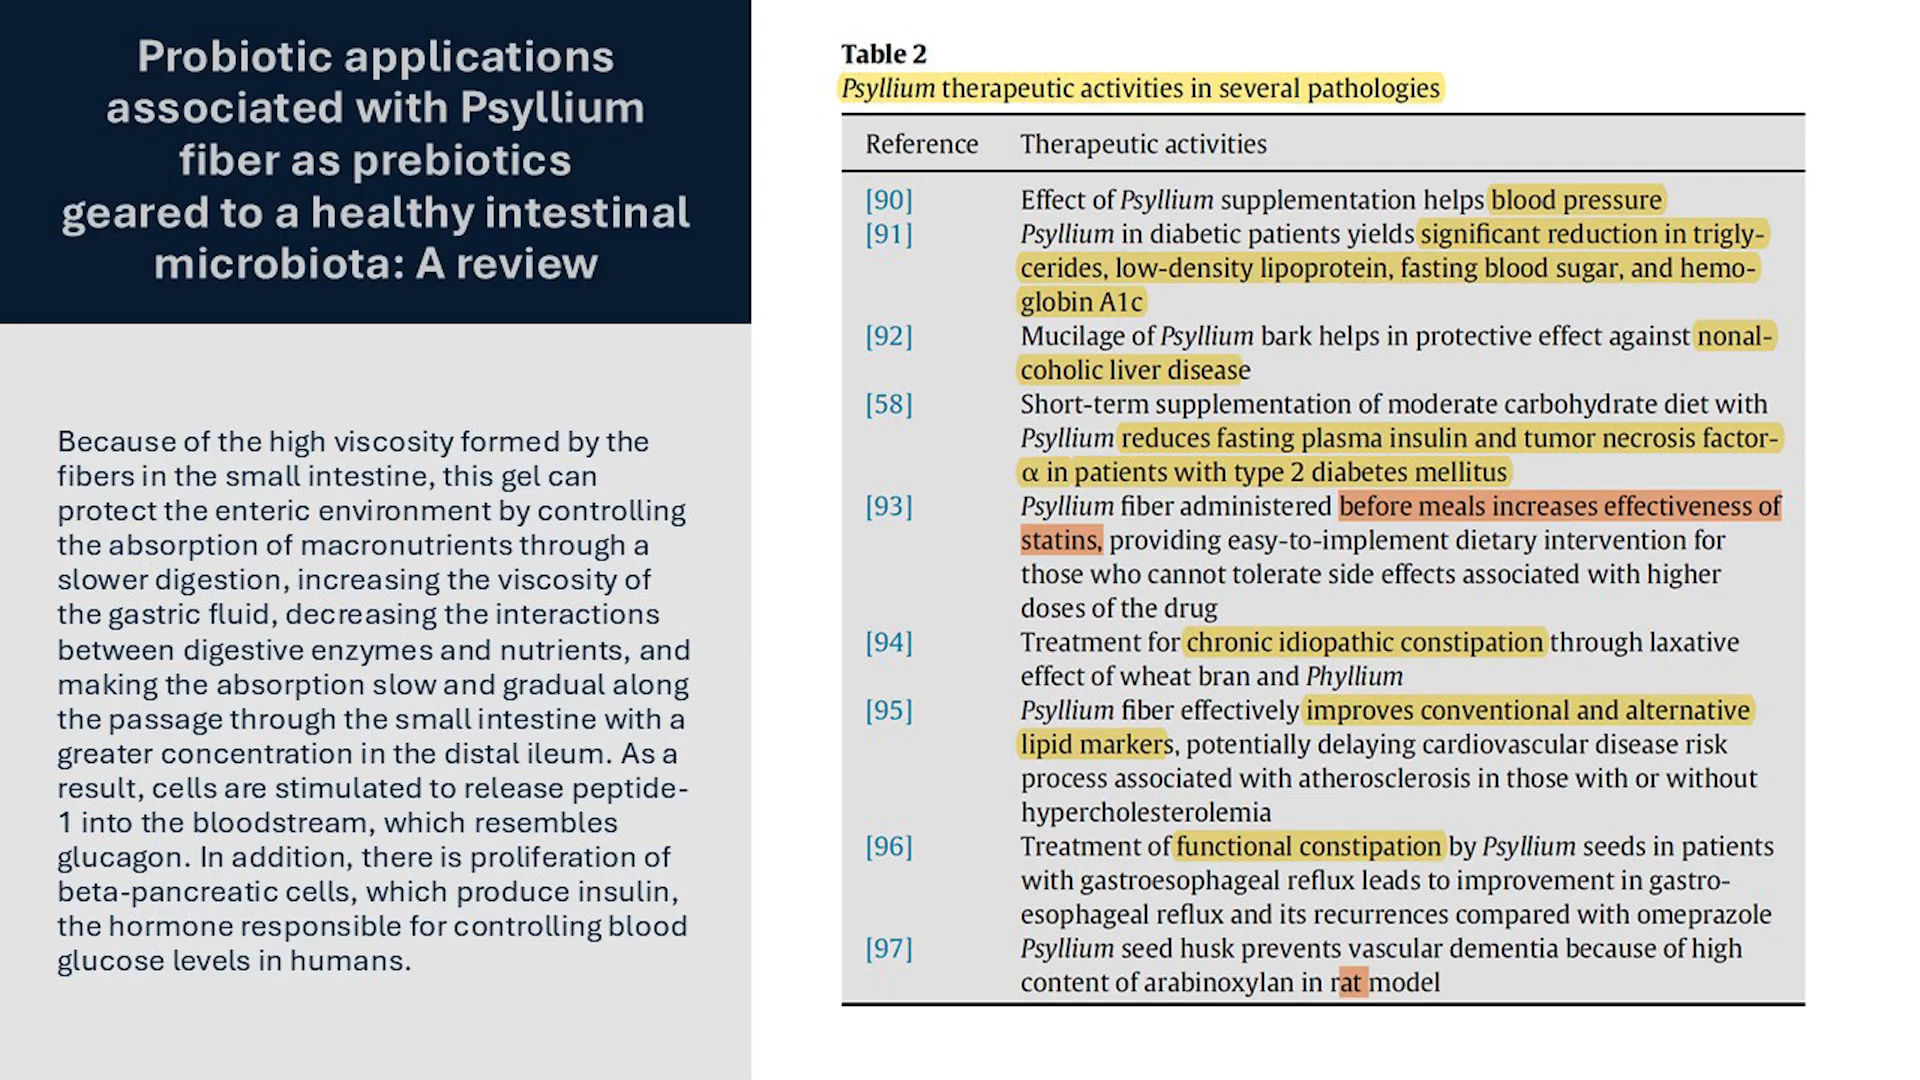 Probiotic applications
associated with Psyllium
fiber as prebiotics
geared to a healthy intestinal
microbiota: A review
Because of the high viscosity formed by the
fibers in the small intestine, this gel can
protect the enteric environment by controlling
the absorption of macronutrients through a
slower digestion, increasing the viscosity of
the gastric fluid, decreasing the interactions
between digestive enzymes and nutrients, and
making the absorption slow and gradual along
the passage through the small intestine with a
greater concentration in the distal ileum. As a
result, cells are stimulated to release peptide-
1 into the bloodstream, which resembles
glucagon. In addition, there is proliferation of
beta-pancreatic cells, which produce insulin,
the hormone responsible for controlling blood
glucose levels in humans.
Table 2
Psyllium therapeutic activities in several pathologies
Reference Therapeutic activities
[90] Effect of Psyllium supplementation helps blood pressure
[91] Psyllium in diabetic patients yields significant reduction in trigly-
cerides, low-density lipoprotein, fasting blood sugar, and hemo-
globin A1c
[92] Mucilage of Psyllium bark helps in protective effect against nonal-
coholic liver disease
[58] Short-term supplementation of moderate carbohydrate diet with
Psyllium reduces fasting plasma insulin and tumor necrosis factor-
α in patients with type 2 diabetes mellitus
[93] Psyllium fiber administered before meals increases effectiveness of
statins, providing easy-to-implement dietary intervention for
those who cannot tolerate side effects associated with higher
doses of the drug
[94] Treatment for chronic idiopathic constipation through laxative
effect of wheat bran and Phyllium
[95] Psyllium fiber effectively improves conventional and alternative
lipid markers, potentially delaying cardiovascular disease risk
process associated with atherosclerosis in those with or without
hypercholesterolemia
[96] Treatment of functional constipation by Psyllium seeds in patients
with gastroesophageal reflux leads to improvement in gastro-
esophageal reflux and its recurrences compared with omeprazole
[97] Psyllium seed husk prevents vascular dementia because of high
content of arabinoxylan in rat model